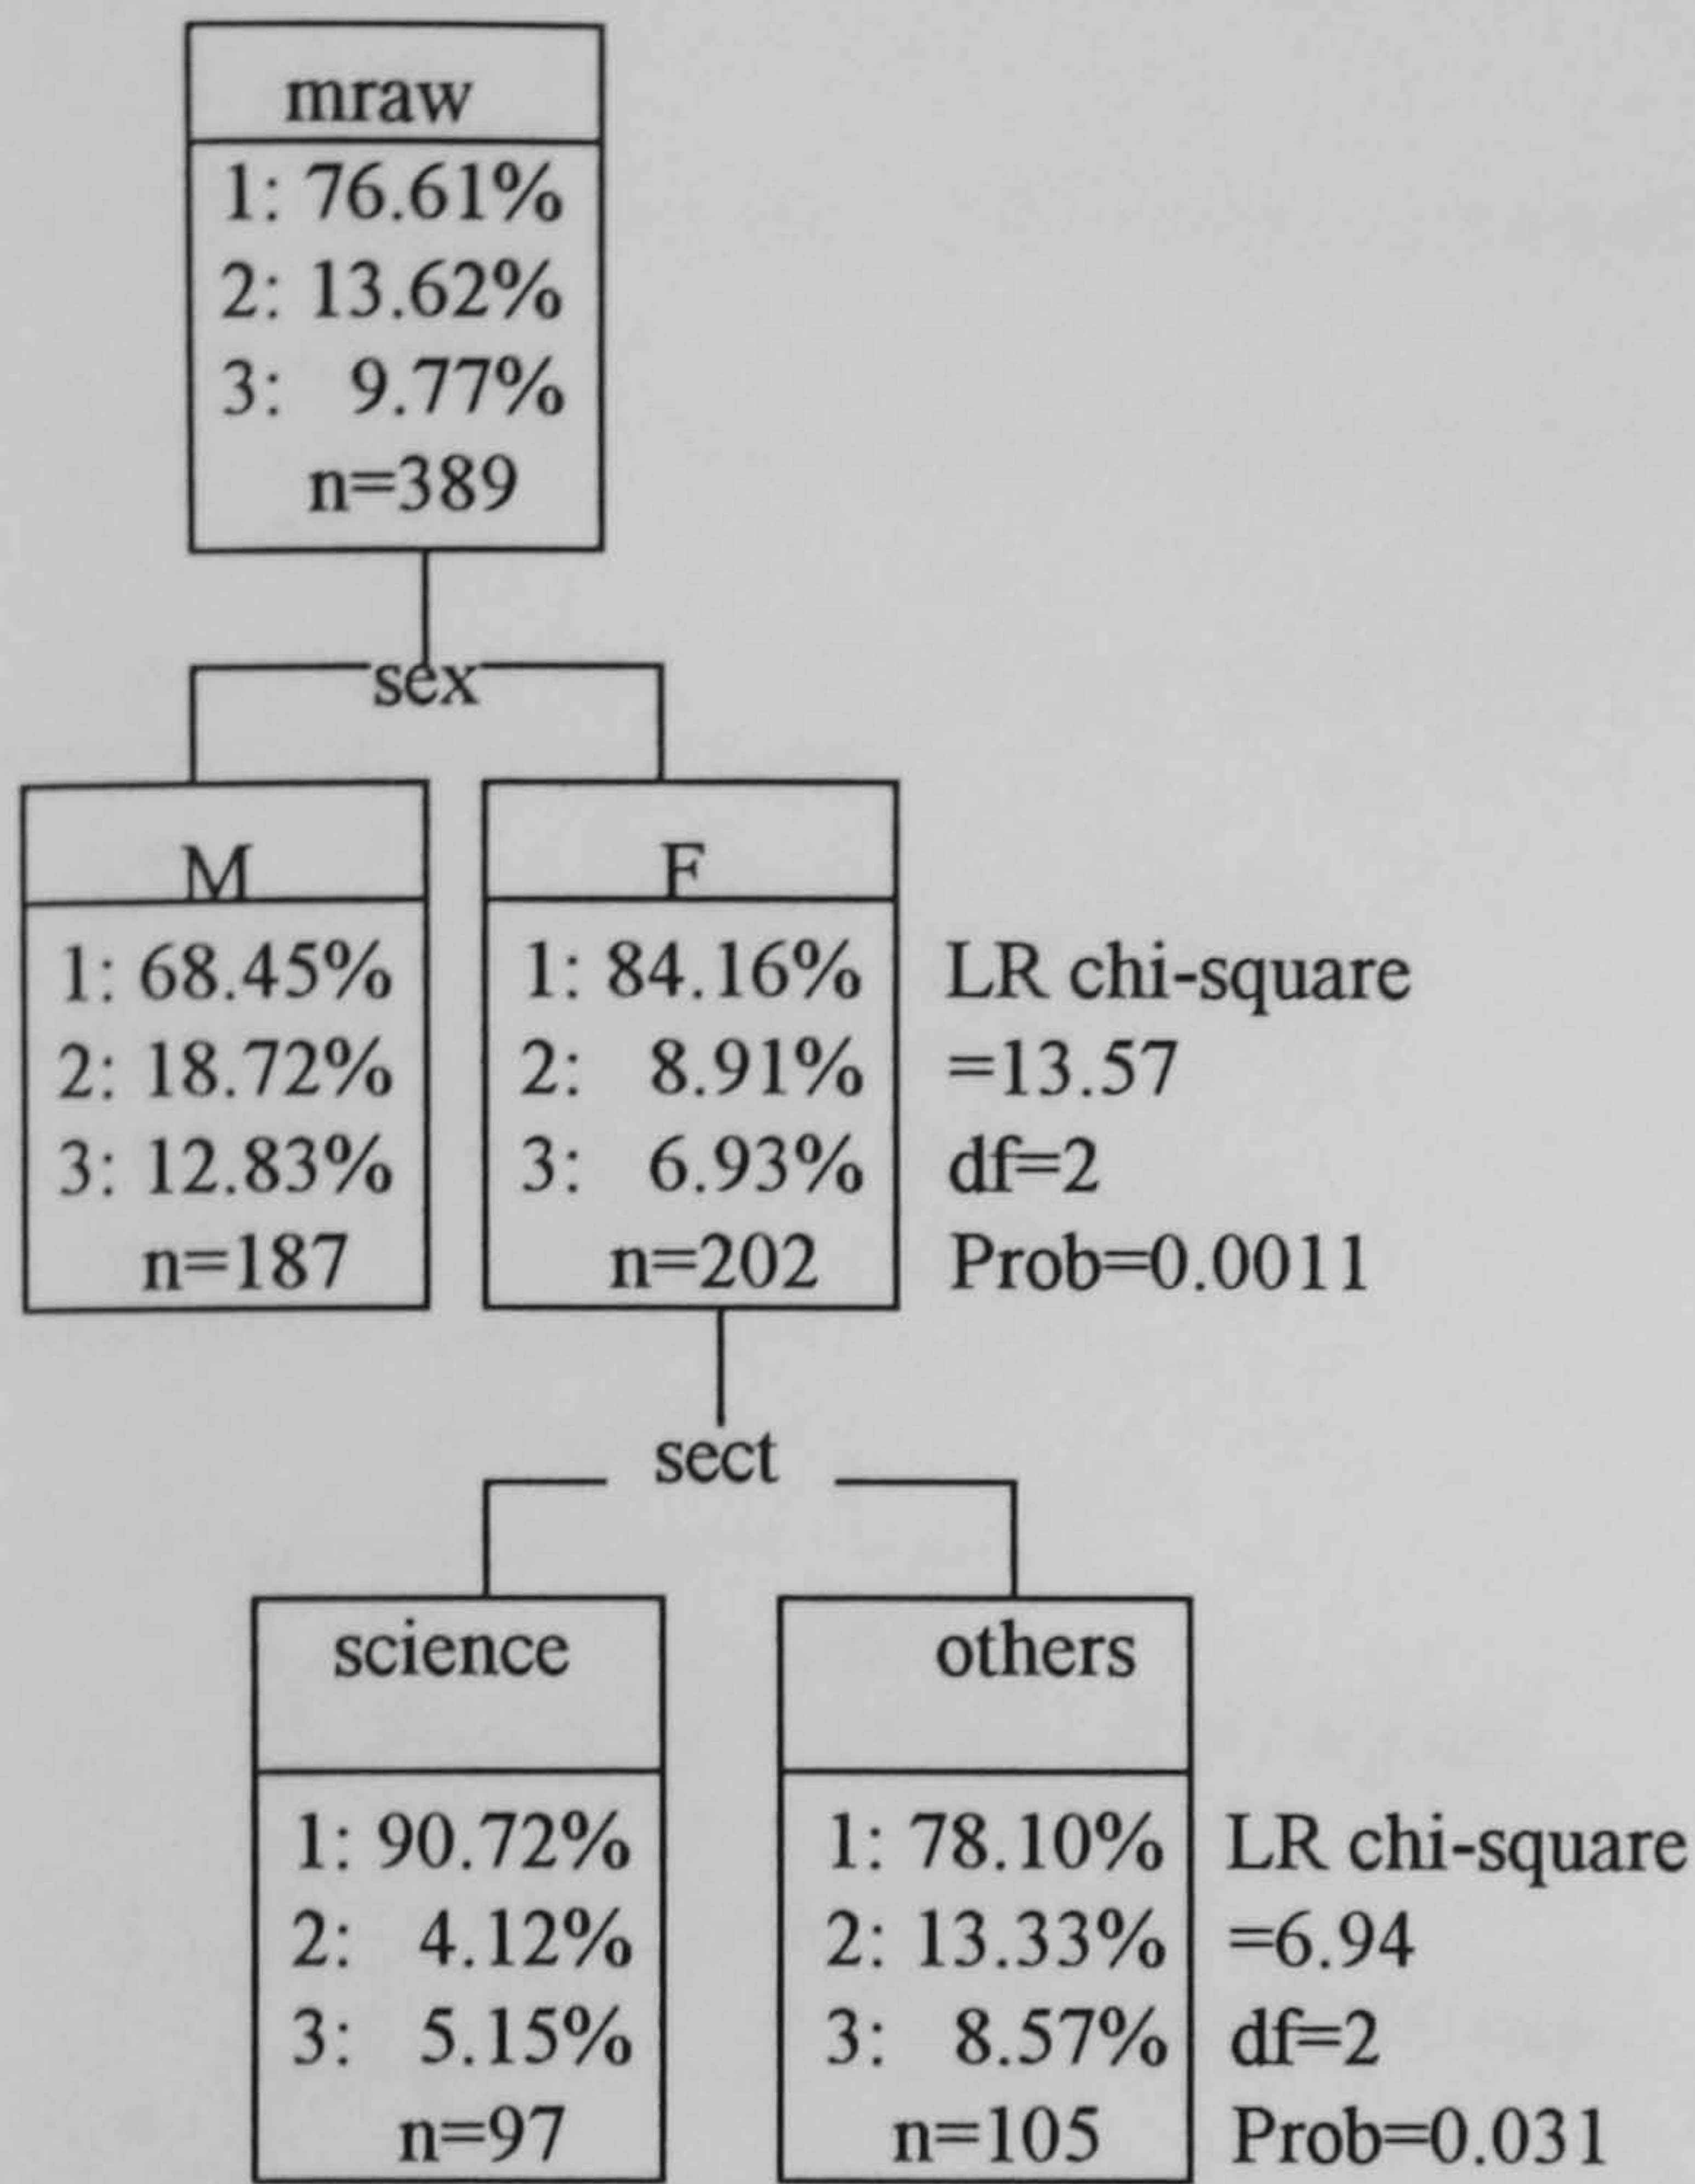 mraw
1: 76.61%
2: 13.62%
3: 9.77%
n=389
sex
M
1: 68.45%
2: 18.72%
3: 12.83%
n=187
F
1: 84.16%
2: 8.91%
3: 6.93%
n=202
LR chi-square
=13.57
df=2
Prob=0.0011
sect
science
1: 90.72%
2: 4.12%
3: 5.15%
n=97
others
1: 78.10%
2: 13.33%
3: 8.57%
n=105
LR chi-square
=6.94
df=2
Prob=0.031